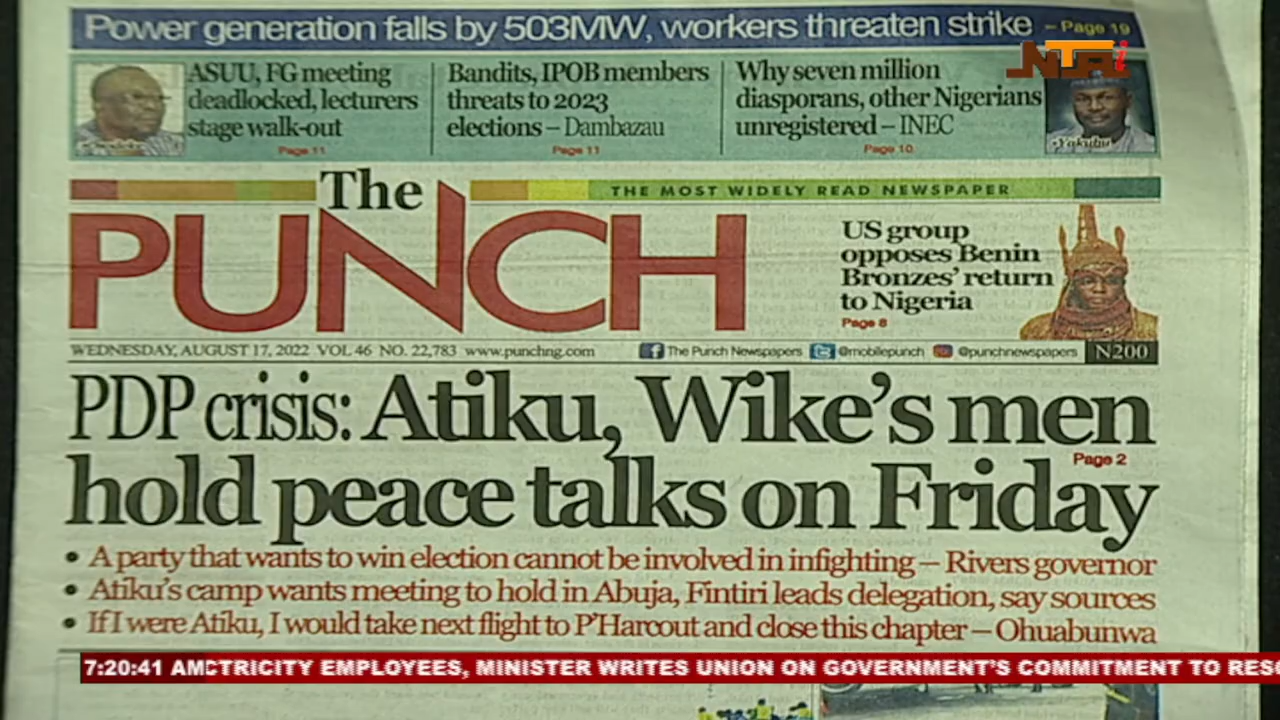 Power generation falls by 503MW, workers threaten strike – Page 19
NTAi
ASUU, FG meeting
deadlocked, lecturers
stage walk-out
Page 11
Bandits, IPOB members
threats to 2023
elections – Dambazau
Page 11
Why seven million
diasporans, other Nigerians
unregistered – INEC
Page 10
•Yakubu
The
PUNCH
THE MOST WIDELY READ NEWSPAPER
US group
opposes Benin
Bronzes' return
to Nigeria
Page 8
WEDNESDAY, AUGUST 17, 2022 VOL 46 NO. 22,783 www.punchng.com
The Punch Newspapers @mobilepunch @punchnewspapers N200
PDP crisis: Atiku, Wike's men
Page 2
hold peace talks on Friday
• A party that wants to win election cannot be involved in infighting – Rivers governor
• Atiku's camp wants meeting to hold in Abuja, Fintiri leads delegation, say sources
• If I were Atiku, I would take next flight to P'Harcourt and close this chapter – Ohuabunwa
7:20:41 AM CTRICITY EMPLOYEES, MINISTER WRITES UNION ON GOVERNMENT'S COMMITMENT TO RESO